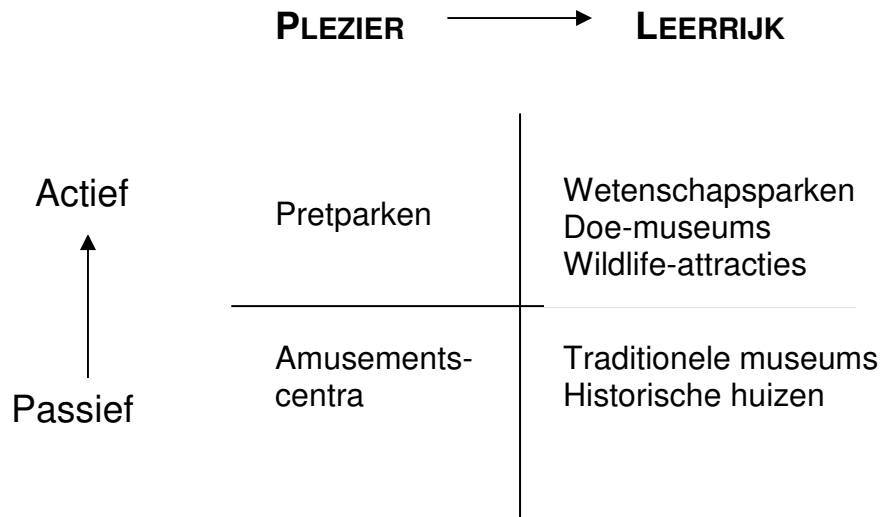 PLEZIER LEERRIJK
Actief
Pretparken
Wetenschapsparken
Doe-museums
Wildlife-attracties
Passief
Amusements-
centra
Traditionele museums
Historische huizen